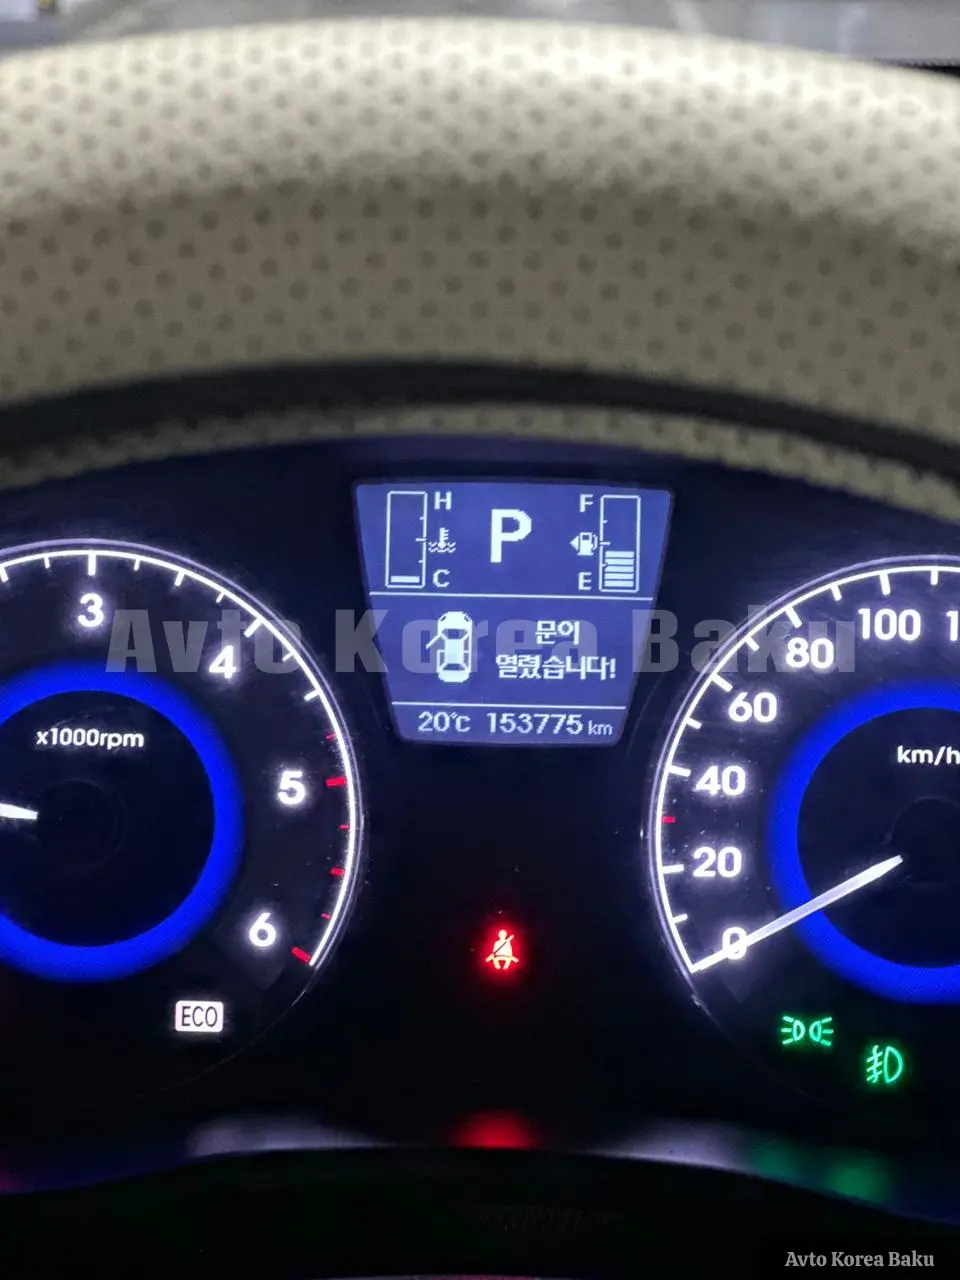 H
P
F
C
E
문이
열렸습니다!
20°C 153775 km
3
4
5
6
x1000rpm
ECO
100
80
60
40
20
0
km/h
Avto Korea Baku
Avto Korea Baku